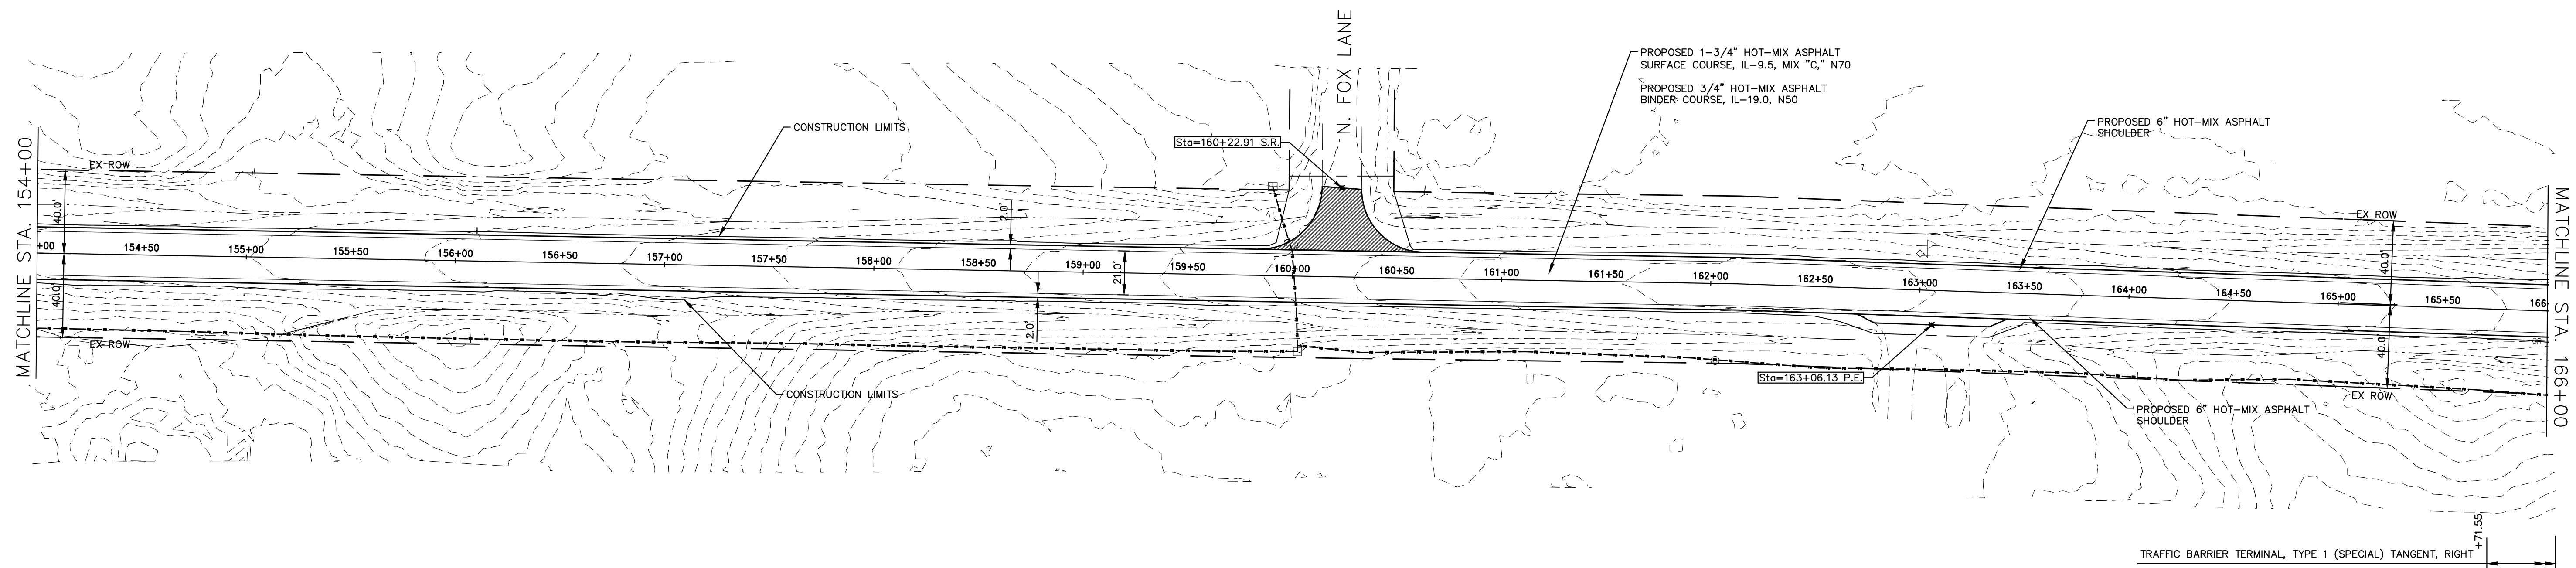 N. FOX LANE
PROPOSED 1-3/4" HOT-MIX ASPHALT
SURFACE COURSE, IL-9.5, MIX "C," N70
PROPOSED 3/4" HOT-MIX ASPHALT
BINDER COURSE, IL-19.0, N50
CONSTRUCTION LIMITS
Sta=160+22.91 S.R.
PROPOSED 6" HOT-MIX ASPHALT
SHOULDER
MATCHLINE STA. 154+00
EX ROW
EX ROW
40.0'
2.0'
40.0'
+00
154+50
155+00
155+50
156+00
156+50
157+00
157+50
158+00
158+50
159+00
159+50
160+00
160+50
161+00
161+50
162+00
162+50
163+00
163+50
164+00
164+50
165+00
165+50
166
21.0'
40.0'
2.0'
40.0'
EX ROW
GR
Sta=163+06.13 P.E.
CONSTRUCTION LIMITS
EX ROW
PROPOSED 6" HOT-MIX ASPHALT
SHOULDER
MATCHLINE STA. 166+00
+71.55
TRAFFIC BARRIER TERMINAL, TYPE 1 (SPECIAL) TANGENT, RIGHT